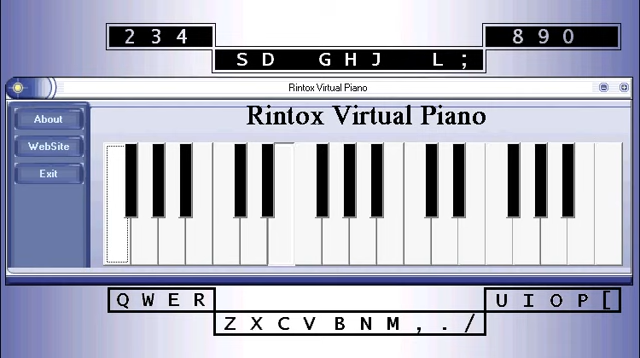 2 3 4
8 9 0
S D G H J L ;
Rintox Virtual Piano
Rintox Virtual Piano
About
WebSite
Exit
Q W E R
U I O P [
Z X C V B N M , . /